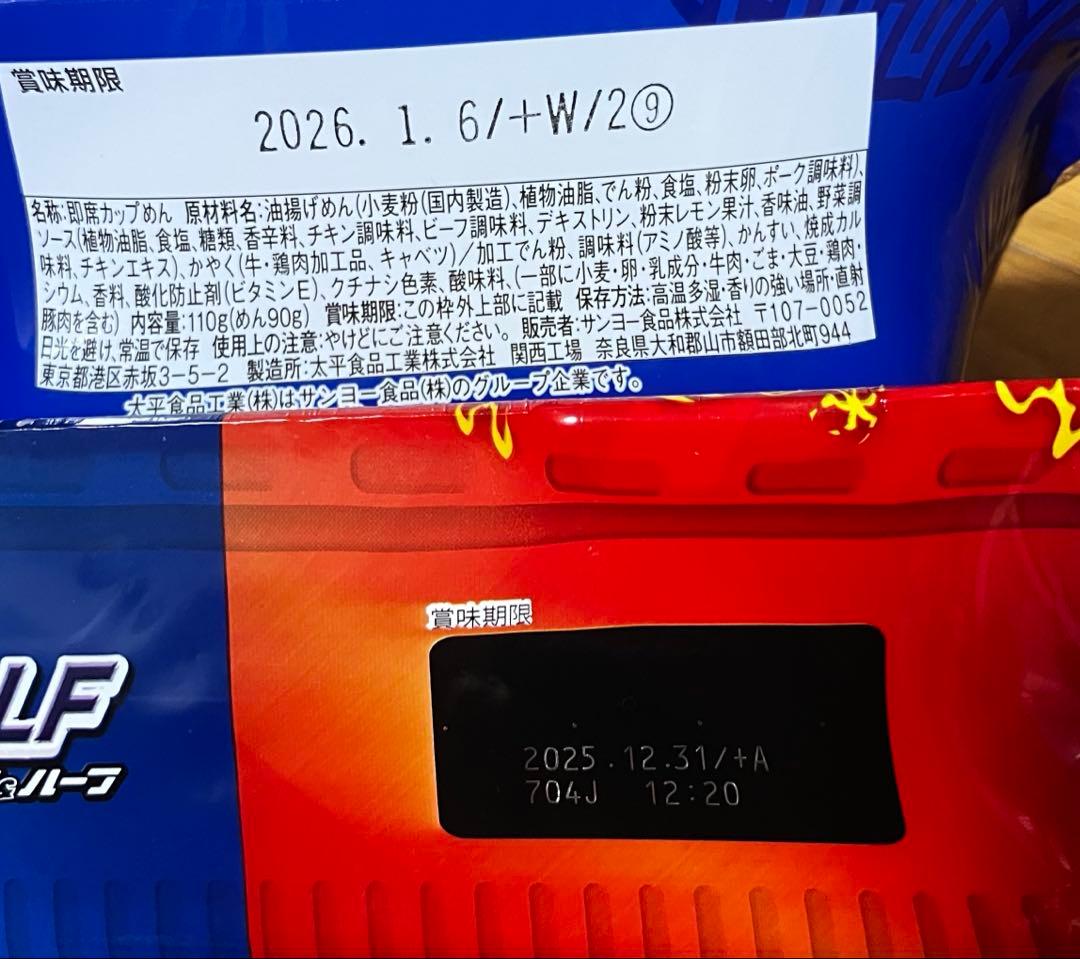 賞味期限
2026. 1. 6/+W/2⑨
名称:即席カップめん 原材料名:油揚げめん(小麦粉(国内製造)、植物油脂、でん粉、食塩、粉末卵、ポーク調味料)、
ソース(植物油脂、食塩、糖類、香辛料、チキン調味料、ビーフ調味料、デキストリン、粉末レモン果汁、香味油、野菜調
味料、チキンエキス)、かやく(牛・鶏肉加工品、キャベツ)/加工でん粉、調味料(アミノ酸等)、かんすい、焼成カル
シウム、香料、酸化防止剤(ビタミンE)、クチナシ色素、酸味料、(一部に小麦・卵・乳成分・牛肉・ごま・大豆・鶏肉・
豚肉を含む) 内容量:110g(めん90g) 賞味期限:この枠外上部に記載 保存方法:高温多湿・香りの強い場所・直射
日光を避け、常温で保存 使用上の注意:やけどにご注意ください。 販売者:サンヨー食品株式会社 〒107-0052
東京都港区赤坂3-5-2 製造所:太平食品工業株式会社 関西工場 奈良県大和郡山市額田部北町944
太平食品工業(株)はサンヨー食品(株)のグループ企業です。
賞味期限
2025.12.31/+A
704J 12:20
LF
&ハーフ